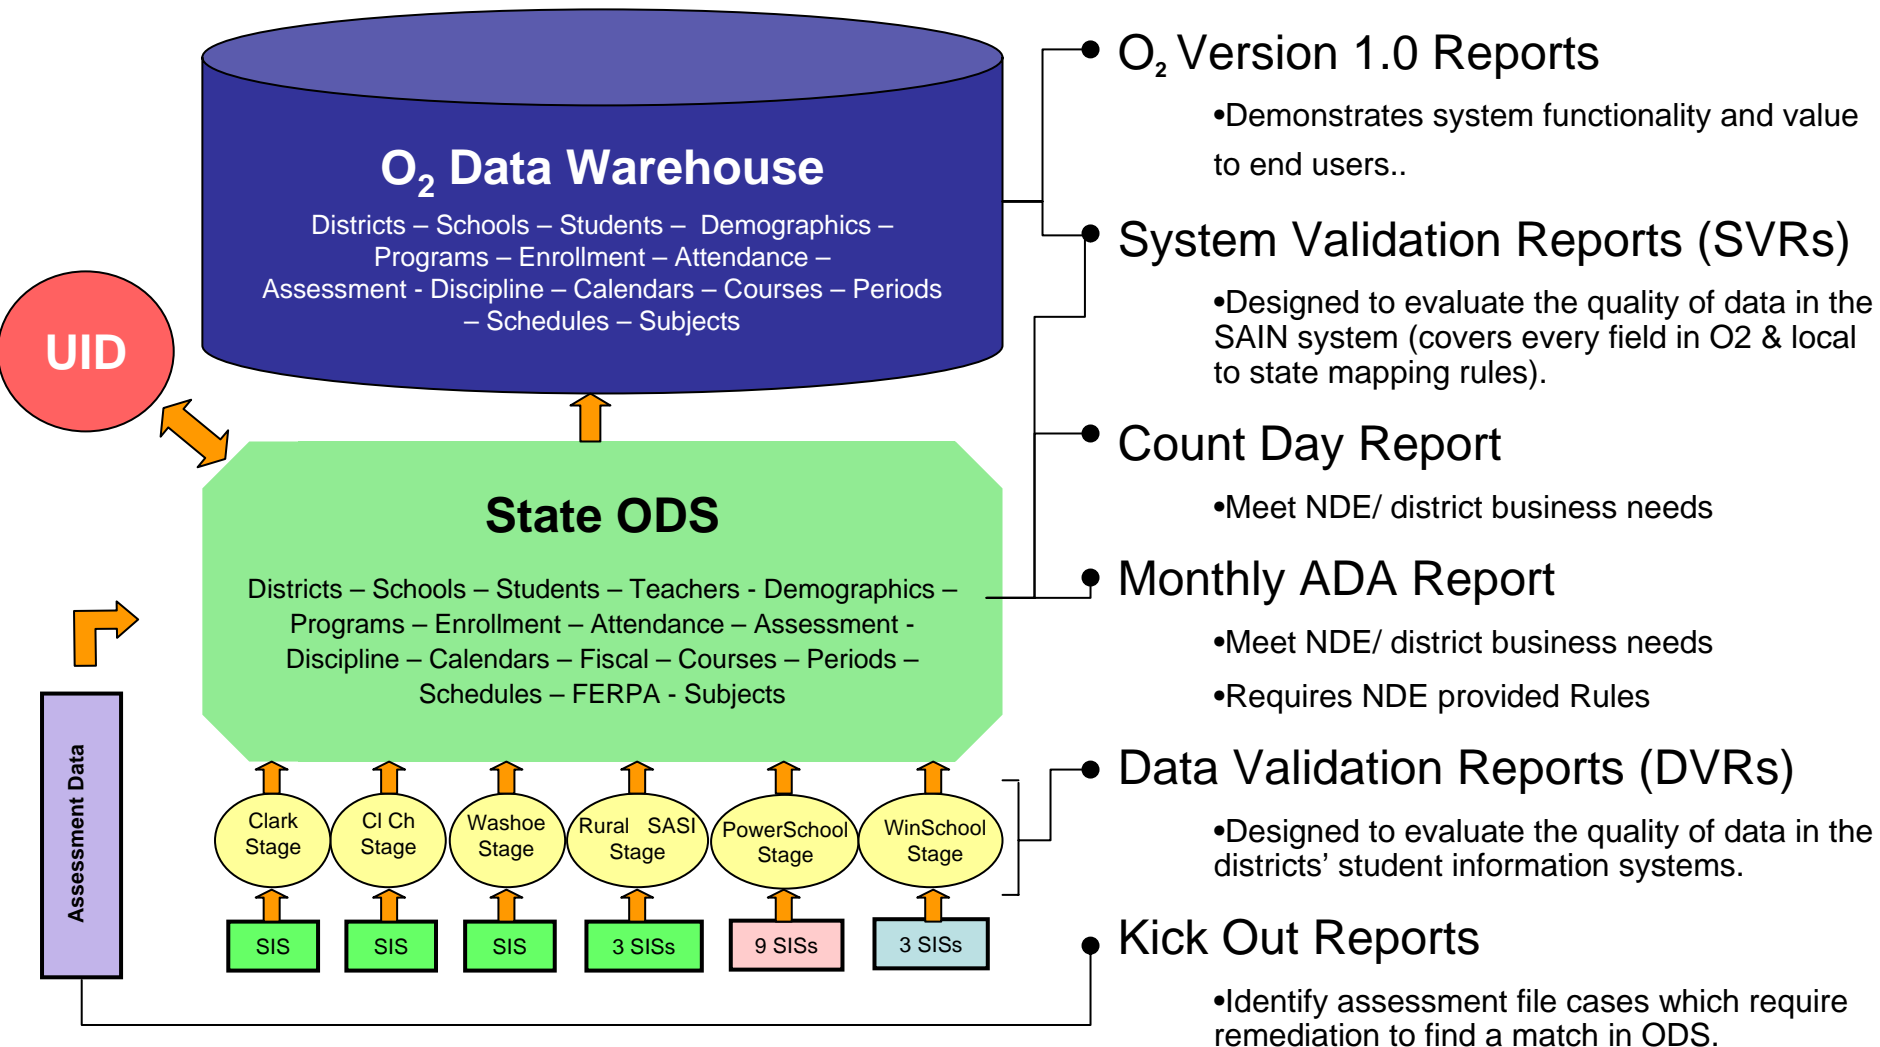 O₂ Data Warehouse
Districts – Schools – Students – Demographics –
Programs – Enrollment – Attendance –
Assessment - Discipline – Calendars – Courses – Periods
– Schedules – Subjects
UID
State ODS
Districts – Schools – Students – Teachers - Demographics –
Programs – Enrollment – Attendance – Assessment -
Discipline – Calendars – Fiscal – Courses – Periods –
Schedules – FERPA - Subjects
Assessment Data
Clark
Stage
Cl Ch
Stage
Washoe
Stage
Rural SASI
Stage
PowerSchool
Stage
WinSchool
Stage
SIS
SIS
SIS
3 SISs
9 SISs
3 SISs
O₂ Version 1.0 Reports
•Demonstrates system functionality and value
to end users..
System Validation Reports (SVRs)
•Designed to evaluate the quality of data in the
SAIN system (covers every field in O2 & local
to state mapping rules).
Count Day Report
•Meet NDE/ district business needs
Monthly ADA Report
•Meet NDE/ district business needs
•Requires NDE provided Rules
Data Validation Reports (DVRs)
•Designed to evaluate the quality of data in the
districts’ student information systems.
Kick Out Reports
•Identify assessment file cases which require
remediation to find a match in ODS.